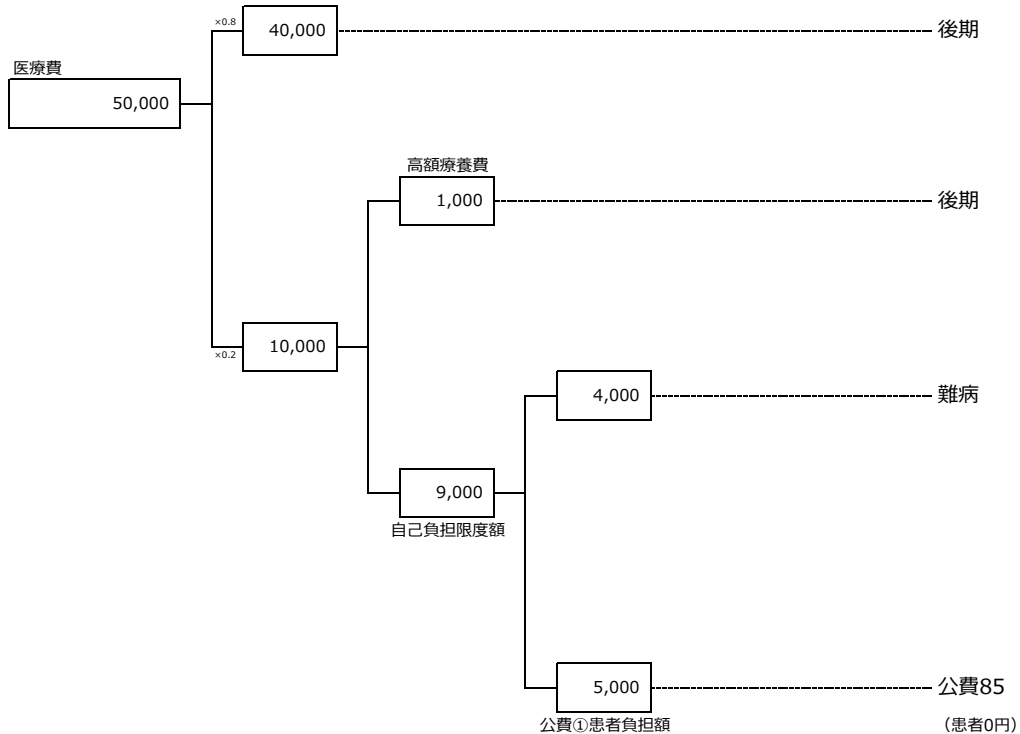 ×0.8
40,000
後期
医療費
50,000
高額療養費
1,000
後期
×0.2
10,000
4,000
難病
9,000
自己負担限度額
5,000
公費85
公費①患者負担額
（患者0円）